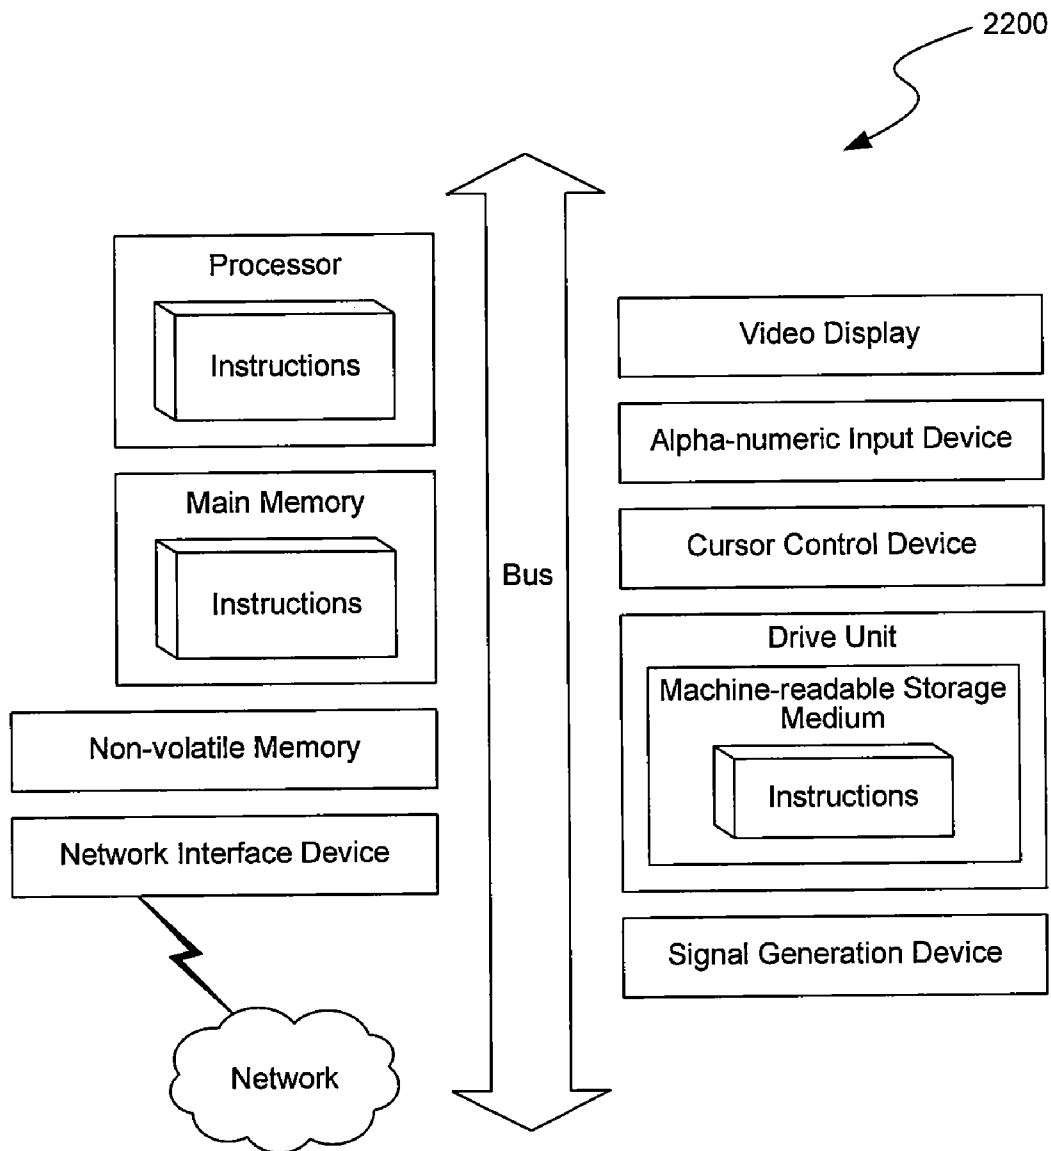 2200
Processor
Instructions
Main Memory
Instructions
Non-volatile Memory
Network Interface Device
Network
Bus
Video Display
Alpha-numeric Input Device
Cursor Control Device
Drive Unit
Machine-readable Storage
Medium
Instructions
Signal Generation Device